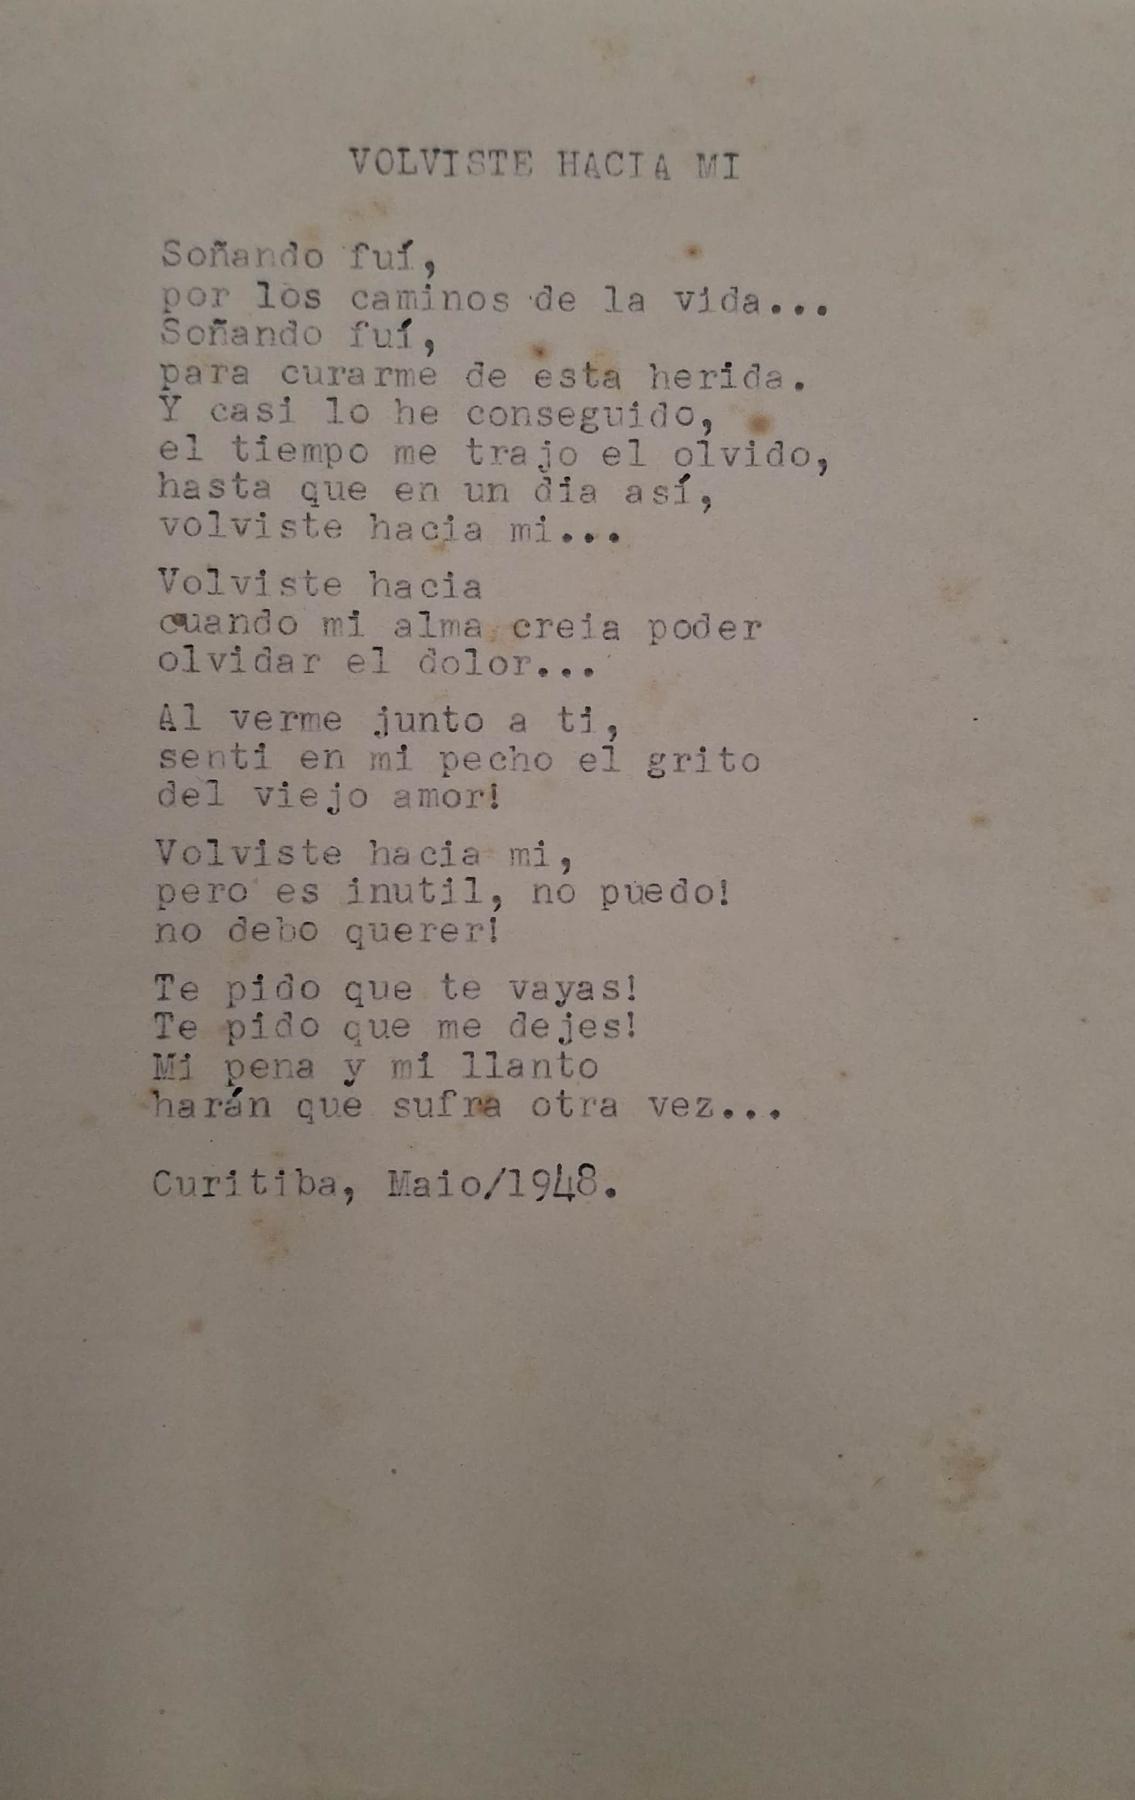 VOLVISTE HACIA MI
Soñando fuí,
por los caminos de la vida...
Soñando fuí,
para curarme de esta herida.
Y casi lo he conseguido,
el tiempo me trajo el olvido,
hasta que en un dia así,
volviste hacia mi...
Volviste hacia
cuando mi alma creia poder
olvidar el dolor...
Al verme junto a ti,
senti en mi pecho el grito
del viejo amor!
Volviste hacia mi,
pero es inutil, no puedo!
no debo querer!
Te pido que te vayas!
Te pido que me dejes!
Mi pena y mi llanto
harán que sufra otra vez...
Curitiba, Maio/1948.